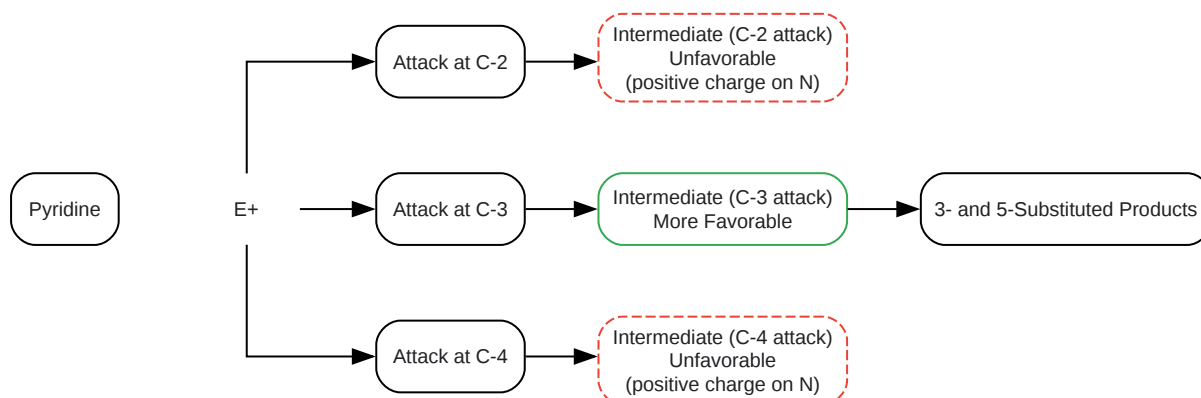 Attack at C-2
Intermediate (C-2 attack)
Unfavorable
(positive charge on N)
Pyridine
E+
Attack at C-3
Intermediate (C-3 attack)
More Favorable
3- and 5-Substituted Products
Attack at C-4
Intermediate (C-4 attack)
Unfavorable
(positive charge on N)